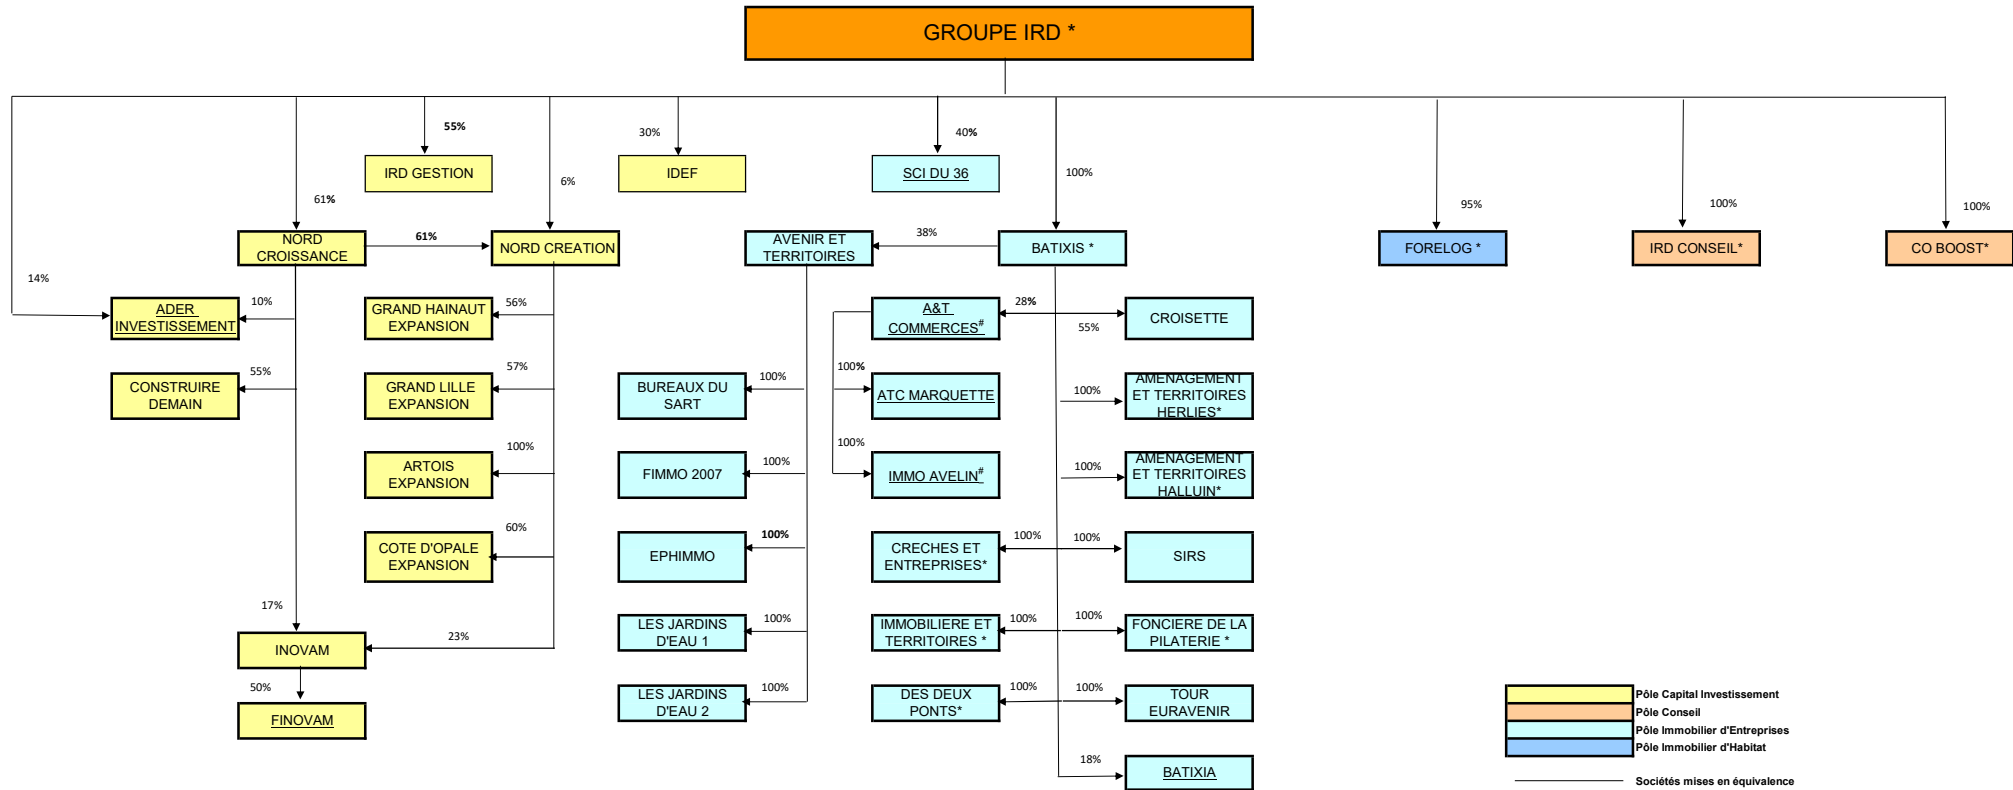 GROUPE IRD *
55%
30%
40%
IRD GESTION
IDEF
SCI DU 36
6%
100%
61%
95%
100%
100%
NORD
CROISSANCE
61%
NORD CREATION
AVENIR ET
TERRITOIRES
38%
BATIXIS *
FORELOG *
IRD CONSEIL*
CO BOOST*
14%
ADER
INVESTISSEMENT
10%
GRAND HAINAUT
EXPANSION
56%
A&T
COMMERCES#
28%
55%
CROISETTE
CONSTRUIRE
DEMAIN
55%
GRAND LILLE
EXPANSION
57%
BUREAUX DU
SART
100%
100%
ATC MARQUETTE
100%
AMENAGEMENT
ET TERRITOIRES
HERLIES*
ARTOIS
EXPANSION
100%
FIMMO 2007
100%
100%
IMMO AVELIN#
100%
AMENAGEMENT
ET TERRITOIRES
HALLUIN*
COTE D'OPALE
EXPANSION
60%
EPHIMMO
100%
CRECHES ET
ENTREPRISES*
100%
100%
SIRS
17%
INOVAM
23%
LES JARDINS
D'EAU 1
100%
IMMOBILIERE ET
TERRITOIRES *
100%
100%
FONCIERE DE LA
PILATERIE *
50%
FINOVAM
LES JARDINS
D'EAU 2
100%
DES DEUX
PONTS*
100%
100%
TOUR
EURAVENIR
18%
BATIXIA
Pôle Capital Investissement
Pôle Conseil
Pôle Immobilier d'Entreprises
Pôle Immobilier d'Habitat
Sociétés mises en équivalence